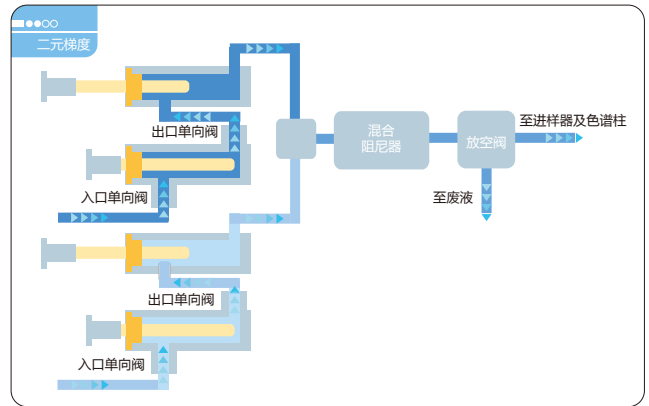 二元梯度
出口单向阀
入口单向阀
混合
阻尼器
放空阀
至进样器及色谱柱
至废液
出口单向阀
入口单向阀